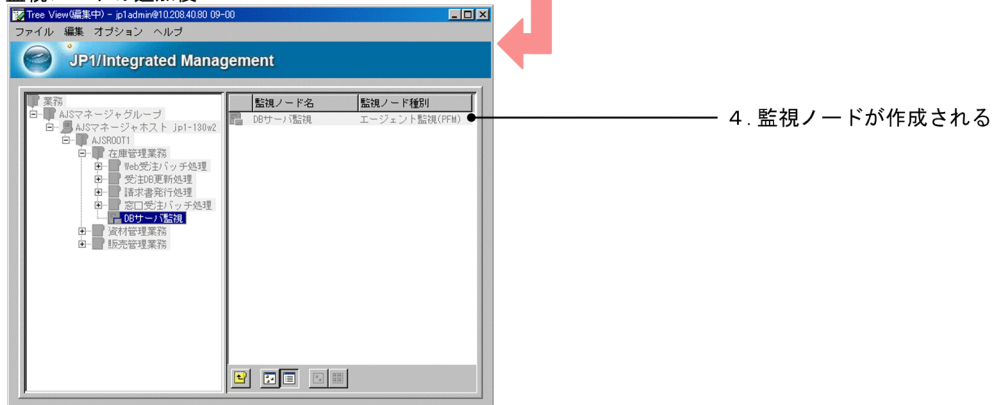 Tree View(編集中) - jp1admin@10.208.40.80 09-00
ファイル 編集 オプション ヘルプ
JP1/Integrated Management
業務
AJSマネージャグループ
AJSマネージャホスト jp1-130w2
AJSROOT1
在庫管理業務
Web受注バッチ処理
受注DB更新処理
請求書発行処理
窓口受注バッチ処理
DBサーバ監視
資材管理業務
販売管理業務
監視ノード名 監視ノード種別
DBサーバ監視 エージェント監視(PFM)
4.監視ノードが作成される